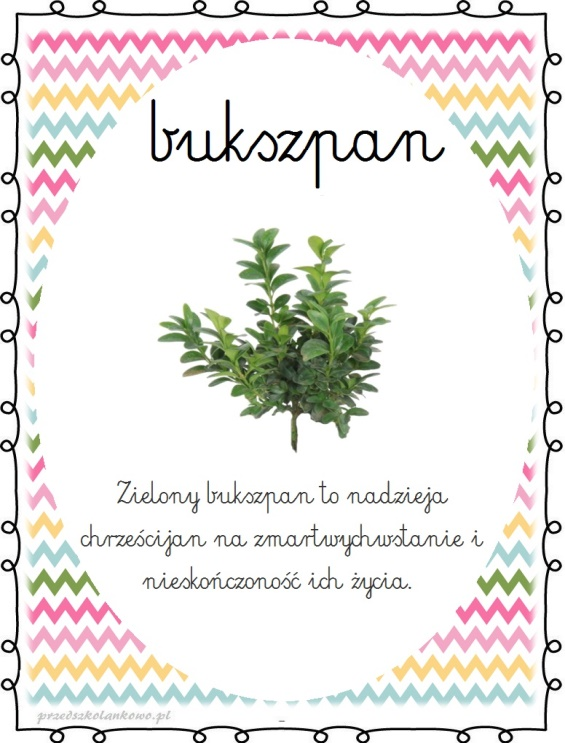 bukszpan
Zielony bukszpan to nadzieja
chrześcijan na zmartwychwstanie i
nieskończoność ich życia.
przedszkolankowo.pl